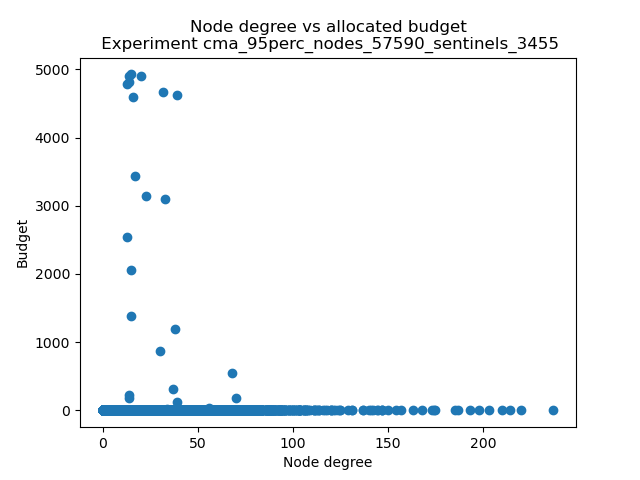 Node degree vs allocated budget
Experiment cma_95perc_nodes_57590_sentinels_3455
5000
4000
3000
2000
1000
0
Budget
0 50 100 150 200
Node degree